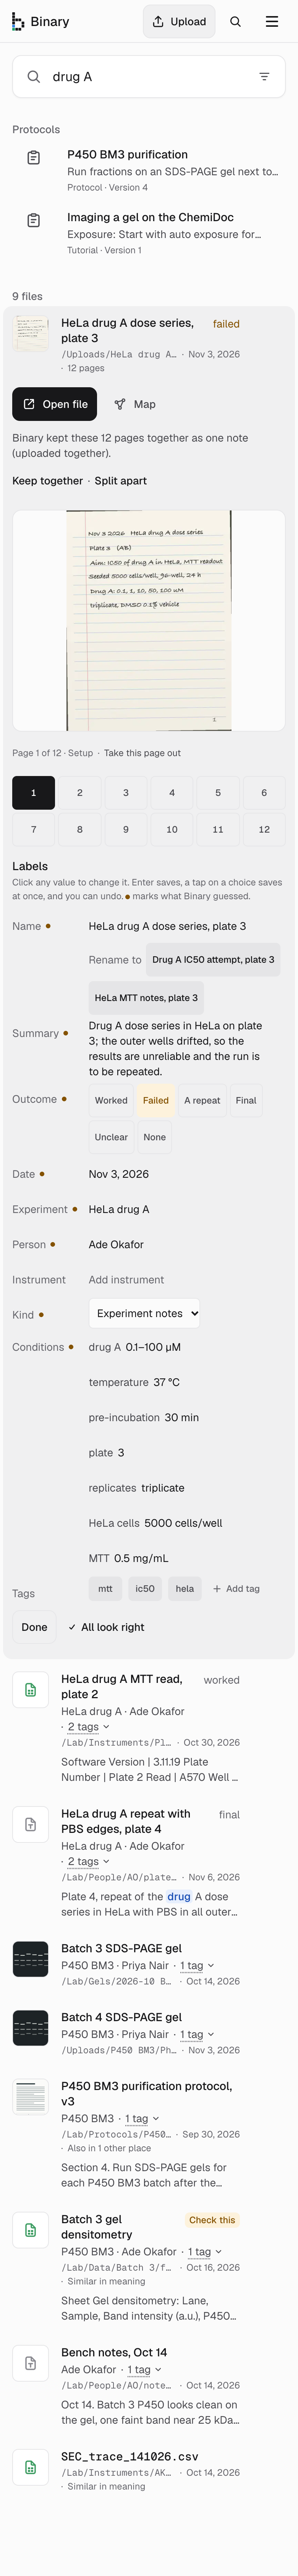 Binary
Upload
drug A
Protocols
P450 BM3 purification
Run fractions on an SDS-PAGE gel next to...
Protocol · Version 4
Imaging a gel on the ChemiDoc
Exposure: Start with auto exposure for...
Tutorial · Version 1
9 files
HeLa drug A dose series, plate 3
failed
/Uploads/HeLa drug A… · Nov 3, 2026
· 12 pages
Open file
Map
Binary kept these 12 pages together as one note
(uploaded together).
Keep together · Split apart
Nov 3 2026 HeLa drug A dose series
Plate 3 (AB)
Aim: IC50 of drug A in HeLa, MTT readout
Seeded 5000 cells/well, 96-well, 24 h
Drug A: 0.1, 1, 10, 50, 100 uM
triplicate, DMSO 0.1% vehicle
1
Page 1 of 12 · Setup · Take this page out
1 2 3 4 5 6
7 8 9 10 11 12
Labels
Click any value to change it. Enter saves, a tap on a choice saves
at once, and you can undo. ● marks what Binary guessed.
Name ● HeLa drug A dose series, plate 3
Rename to Drug A IC50 attempt, plate 3
HeLa MTT notes, plate 3
Summary ● Drug A dose series in HeLa on plate
3; the outer wells drifted, so the
results are unreliable and the run is
to be repeated.
Outcome ● Worked Failed A repeat Final
Unclear None
Date ● Nov 3, 2026
Experiment ● HeLa drug A
Person ● Ade Okafor
Instrument Add instrument
Kind ● Experiment notes
Conditions ● drug A 0.1–100 µM
temperature 37 °C
pre-incubation 30 min
plate 3
replicates triplicate
HeLa cells 5000 cells/well
MTT 0.5 mg/mL
Tags mtt ic50 hela + Add tag
Done ✓ All look right
HeLa drug A MTT read,
plate 2
worked
HeLa drug A · Ade Okafor
· 2 tags
/Lab/Instruments/Pl… · Oct 30, 2026
Software Version | 3.11.19 Plate
Number | Plate 2 Read | A570 Well ...
HeLa drug A repeat with
PBS edges, plate 4
final
HeLa drug A · Ade Okafor
· 2 tags
/Lab/People/AO/plate… · Nov 6, 2026
Plate 4, repeat of the drug A dose
series in HeLa with PBS in all outer...
Batch 3 SDS-PAGE gel
P450 BM3 · Priya Nair · 1 tag
/Lab/Gels/2026-10 B… · Oct 14, 2026
Batch 4 SDS-PAGE gel
P450 BM3 · Priya Nair · 1 tag
/Uploads/P450 BM3/Ph… · Nov 3, 2026
P450 BM3 purification protocol,
v3
P450 BM3 · 1 tag
/Lab/Protocols/P450… · Sep 30, 2026
· Also in 1 other place
Section 4. Run SDS-PAGE gels for
each P450 BM3 batch after the...
Batch 3 gel
densitometry
Check this
P450 BM3 · Ade Okafor · 1 tag
/Lab/Data/Batch 3/f… · Oct 16, 2026
· Similar in meaning
Sheet Gel densitometry: Lane,
Sample, Band intensity (a.u.), P450...
Bench notes, Oct 14
Ade Okafor · 1 tag
/Lab/People/AO/note… · Oct 14, 2026
Oct 14. Batch 3 P450 looks clean on
the gel, one faint band near 25 kDa...
SEC_trace_141026.csv
/Lab/Instruments/AK… · Oct 14, 2026
· Similar in meaning